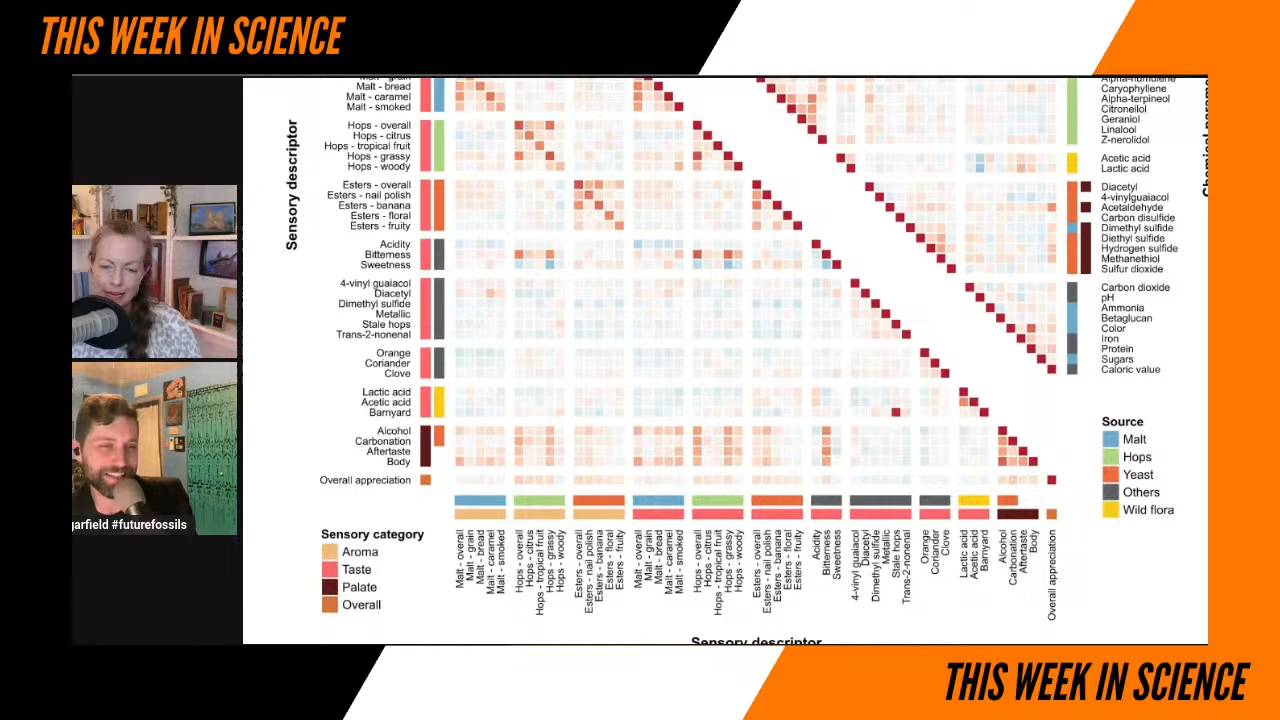 THIS WEEK IN SCIENCE
Malt - bread
Malt - caramel
Malt - smoked
Hops - overall
Hops - citrus
Hops - tropical fruit
Hops - grassy
Hops - woody
Esters - overall
Esters - nail polish
Esters - banana
Esters - floral
Esters - fruity
Acidity
Bitterness
Sweetness
4-vinyl guaiacol
Diacetyl
Dimethyl sulfide
Metallic
Stale hops
Trans-2-nonenal
Orange
Coriander
Clove
Lactic acid
Acetic acid
Barnyard
Alcohol
Carbonation
Aftertaste
Body
Overall appreciation
Sensory descriptor
Alpha-humulene
Caryophyllene
Alpha-terpineol
Citronellol
Geraniol
Linalool
Z-nerolidol
Acetic acid
Lactic acid
Diacetyl
4-vinylguaiacol
Acetaldehyde
Carbon disulfide
Dimethyl sulfide
Diethyl sulfide
Hydrogen sulfide
Methanethiol
Sulfur dioxide
Carbon dioxide
pH
Ammonia
Betaglucan
Color
Iron
Protein
Sugars
Caloric value
Source
Malt
Hops
Yeast
Others
Wild flora
Sensory category
Aroma
Taste
Palate
Overall
Malt - overall
Malt - grain
Malt - bread
Malt - caramel
Malt - smoked
Hops - overall
Hops - citrus
Hops - tropical fruit
Hops - grassy
Hops - woody
Esters - overall
Esters - nail polish
Esters - banana
Esters - floral
Esters - fruity
Malt - overall
Malt - grain
Malt - bread
Malt - caramel
Malt - smoked
Hops - overall
Hops - citrus
Hops - tropical fruit
Hops - grassy
Hops - woody
Esters - overall
Esters - nail polish
Esters - banana
Esters - floral
Esters - fruity
Acidity
Bitterness
Sweetness
4-vinyl guaiacol
Diacetyl
Dimethyl sulfide
Metallic
Stale hops
Trans-2-nonenal
Orange
Coriander
Clove
Lactic acid
Acetic acid
Barnyard
Alcohol
Carbonation
Aftertaste
Body
Overall appreciation
Sensory descriptor
garfield #futurefossils
THIS WEEK IN SCIENCE